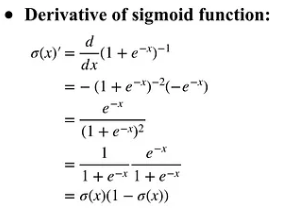 • Derivative of sigmoid function:
σ(x)′ = d/dx (1 + e^{-x})^{-1}
= − (1 + e^{-x})^{-2}(−e^{-x})
= e^{-x} / (1 + e^{-x})^2
= 1 / (1 + e^{-x}) e^{-x} / (1 + e^{-x})
= σ(x)(1 − σ(x))